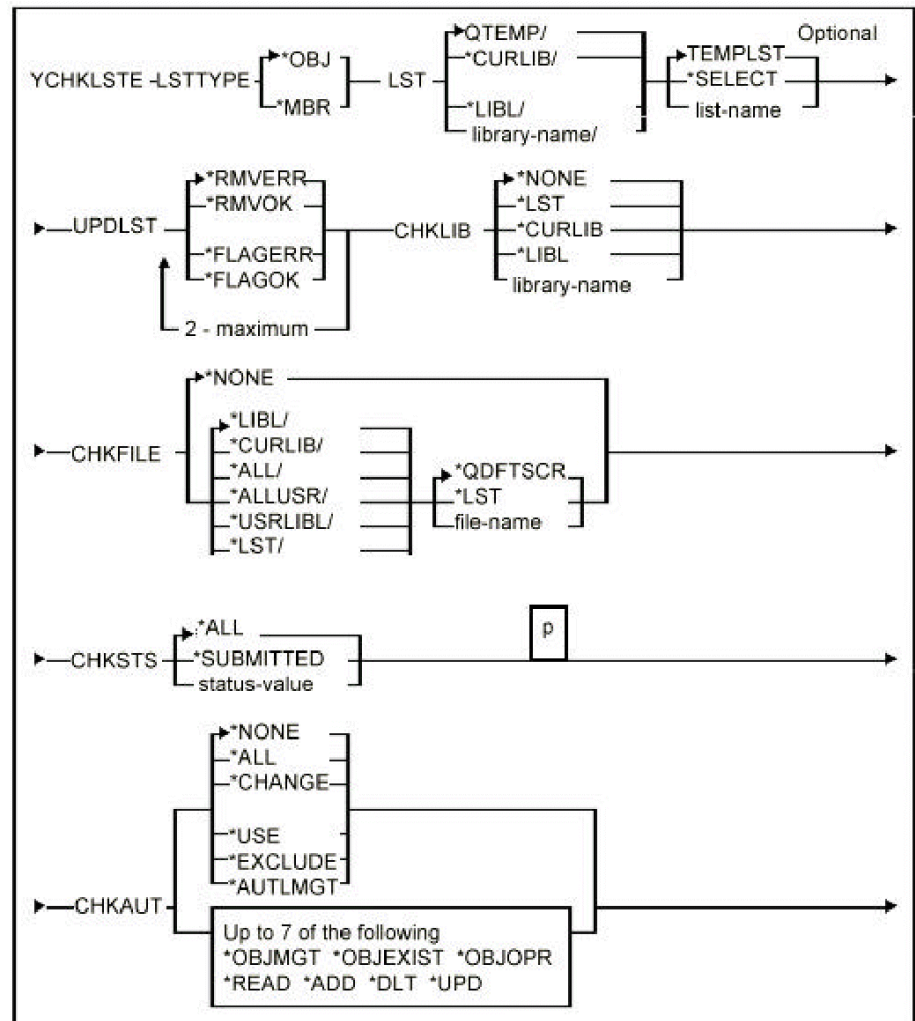 Optional
YCHKLSTE -LSTTYPE
*OBJ
*MBR
LST
QTEMP/
*CURLIB/
*LIBL/
library-name/
TEMPLST
*SELECT
list-name
UPDLST
*RMVERR
*RMVOK
*FLAGERR
*FLAGOK
2 - maximum
CHKLIB
*NONE
*LST
*CURLIB
*LIBL
library-name
CHKFILE
*NONE
*LIBL/
*CURLIB/
*ALL/
*ALLUSR/
*USRLIBL/
*LST/
*QDFTSCR
*LST
file-name
CHKSTS
*ALL
*SUBMITTED
status-value
p
CHKAUT
*NONE
*ALL
*CHANGE
*USE
*EXCLUDE
*AUTLMGT
Up to 7 of the following
*OBJMGT *OBJEXIST *OBJOPR
*READ *ADD *DLT *UPD